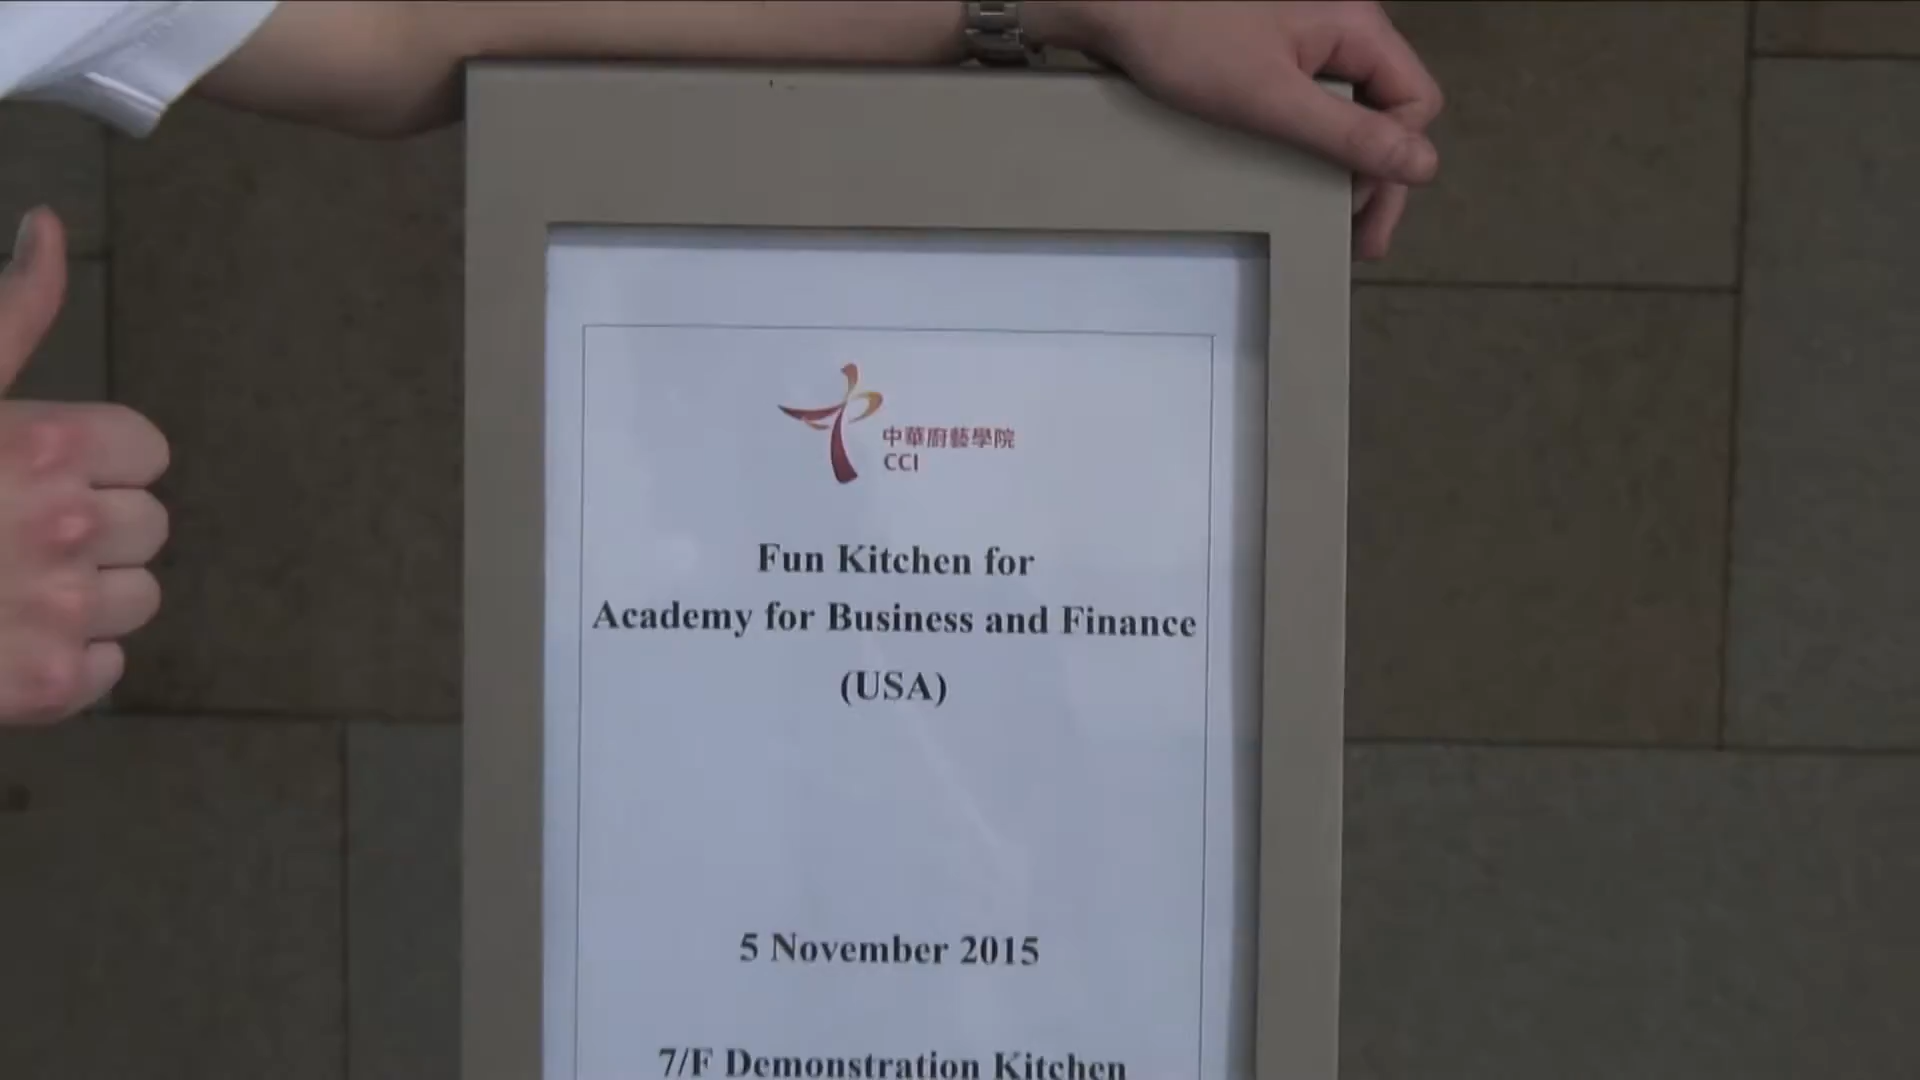 中華廚藝學院
CCI
Fun Kitchen for
Academy for Business and Finance
(USA)
5 November 2015
7/F Demonstration Kitchen